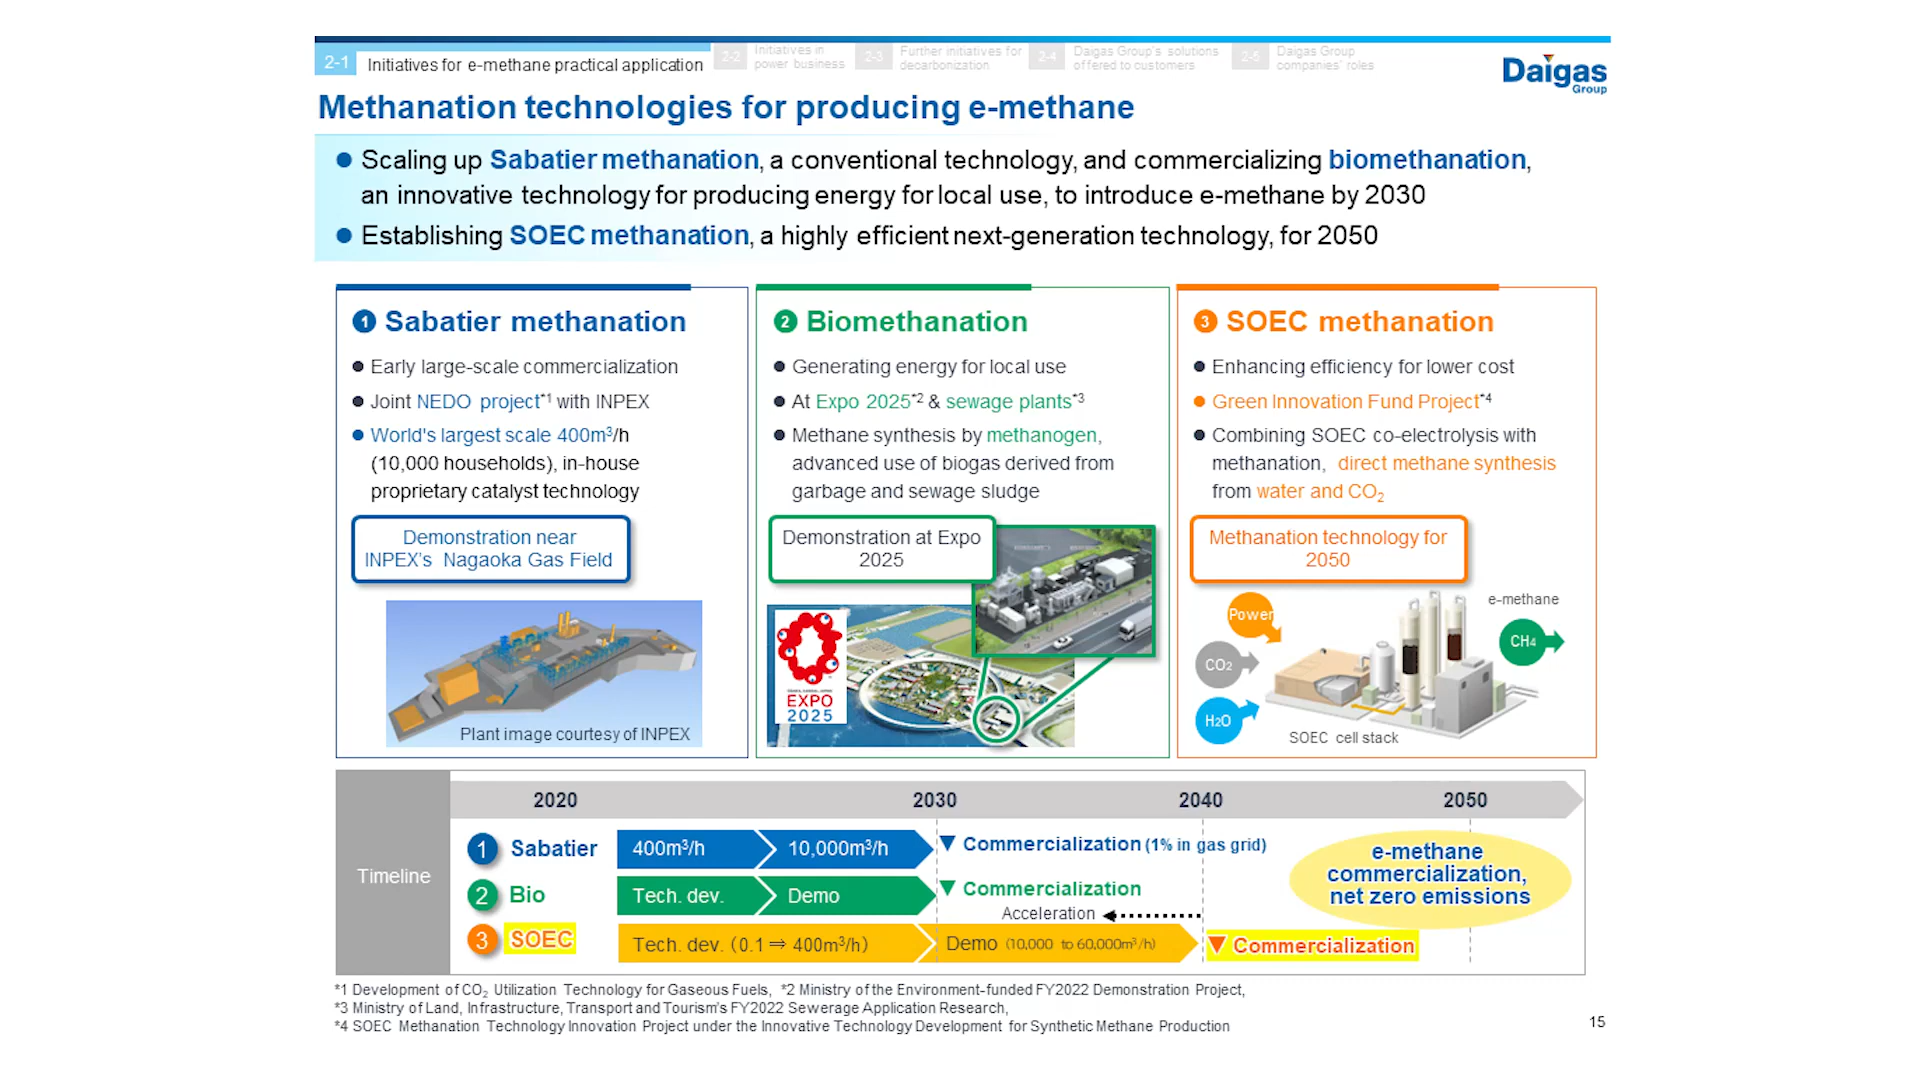 2-1 Initiatives for e-methane practical application
2-2 Initiatives in power business
2-3 Further initiatives for decarbonization
2-4 Daigas Group's solutions offered to customers
2-5 Daigas Group companies' roles
Daigas
Group
Methanation technologies for producing e-methane
● Scaling up Sabatier methanation, a conventional technology, and commercializing biomethanation,
an innovative technology for producing energy for local use, to introduce e-methane by 2030
● Establishing SOEC methanation, a highly efficient next-generation technology, for 2050
1 Sabatier methanation
● Early large-scale commercialization
● Joint NEDO project*1 with INPEX
● World's largest scale 400m³/h
(10,000 households), in-house
proprietary catalyst technology
Demonstration near
INPEX's Nagaoka Gas Field
Plant image courtesy of INPEX
2 Biomethanation
● Generating energy for local use
● At Expo 2025*2 & sewage plants*3
● Methane synthesis by methanogen,
advanced use of biogas derived from
garbage and sewage sludge
Demonstration at Expo
2025
OSAKA, KANSAI, JAPAN
EXPO
2025
3 SOEC methanation
● Enhancing efficiency for lower cost
● Green Innovation Fund Project*4
● Combining SOEC co-electrolysis with
methanation, direct methane synthesis
from water and CO₂
Methanation technology for
2050
Power
CO2
H2O
e-methane
CH4
SOEC cell stack
Timeline
2020 2030 2040 2050
1 Sabatier 400m³/h 10,000m³/h ▼ Commercialization (1% in gas grid)
2 Bio Tech. dev. Demo ▼ Commercialization
Acceleration
3 SOEC Tech. dev. (0.1 ⇒ 400m³/h) Demo (10,000 to 60,000m³/h) ▼ Commercialization
e-methane
commercialization,
net zero emissions
*1 Development of CO₂ Utilization Technology for Gaseous Fuels, *2 Ministry of the Environment-funded FY2022 Demonstration Project,
*3 Ministry of Land, Infrastructure, Transport and Tourism's FY2022 Sewerage Application Research,
*4 SOEC Methanation Technology Innovation Project under the Innovative Technology Development for Synthetic Methane Production
15